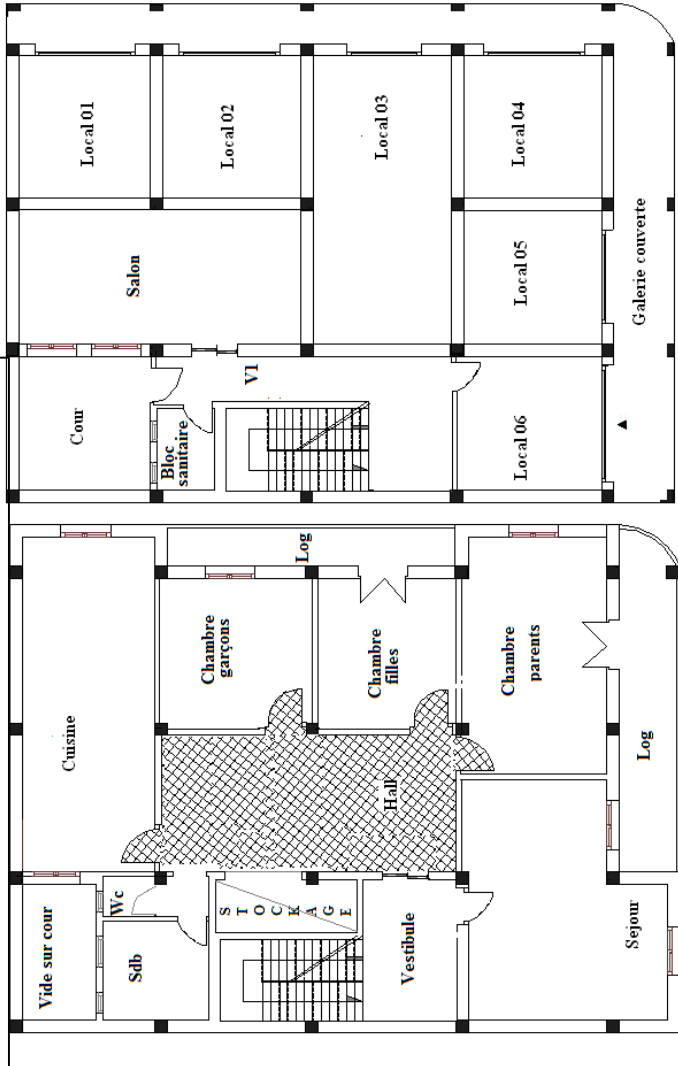 Local 01
Local 02
Local 03
Local 04
Salon
Local 05
Galerie couverte
Cour
V1
Bloc
sanitaire
Local 06
Log
Chambre
garçons
Chambre
filles
Chambre
parents
Cuisine
Hall
Log
Wc
STOCKAGE
Vide sur cour
Sdb
Vestibule
Sejour